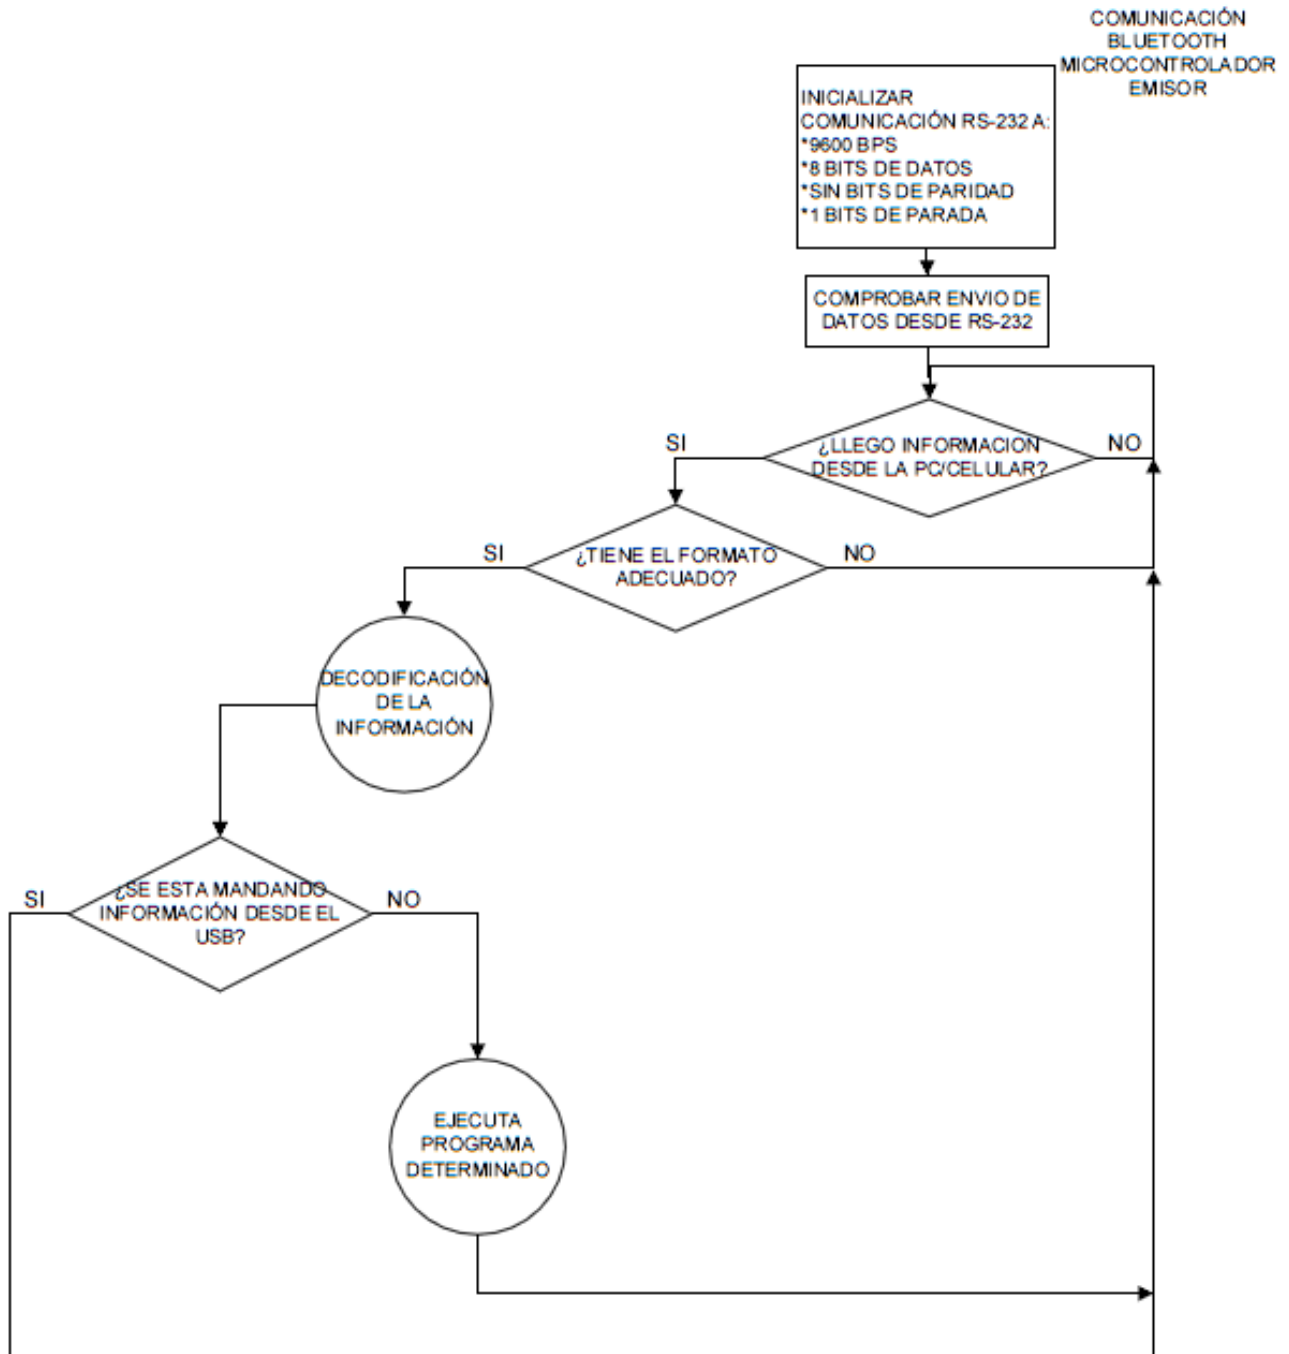 COMUNICACIÓN
BLUETOOTH
MICROCONTROLADOR
EMISOR
INICIALIZAR
COMUNICACIÓN RS-232 A:
*9600 BPS
*8 BITS DE DATOS
*SIN BITS DE PARIDAD
*1 BITS DE PARADA
COMPROBAR ENVIO DE
DATOS DESDE RS-232
¿LLEGO INFORMACION
DESDE LA PC/CELULAR?
SI
NO
¿TIENE EL FORMATO
ADECUADO?
SI
NO
DECODIFICACIÓN
DE LA
INFORMACIÓN
¿SE ESTA MANDANDO
INFORMACIÓN DESDE EL
USB?
SI
NO
EJECUTA
PROGRAMA
DETERMINADO